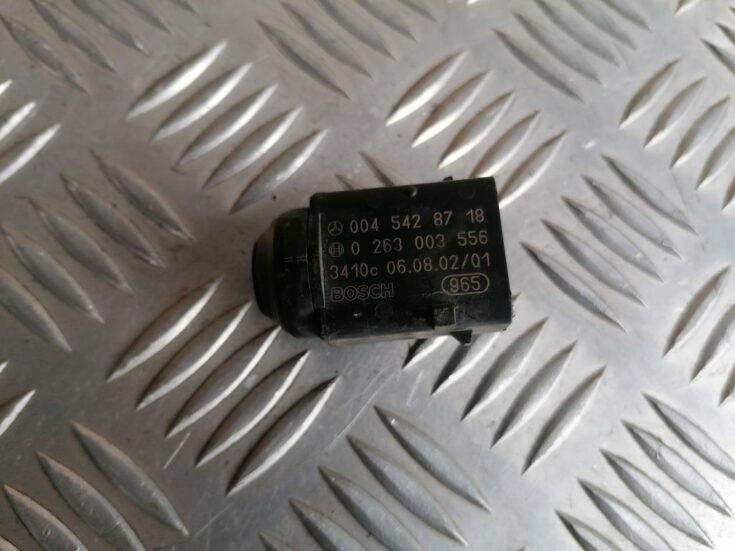 004 542 87 18
0 263 003 556
3410c 06.08.02/01
BOSCH 965